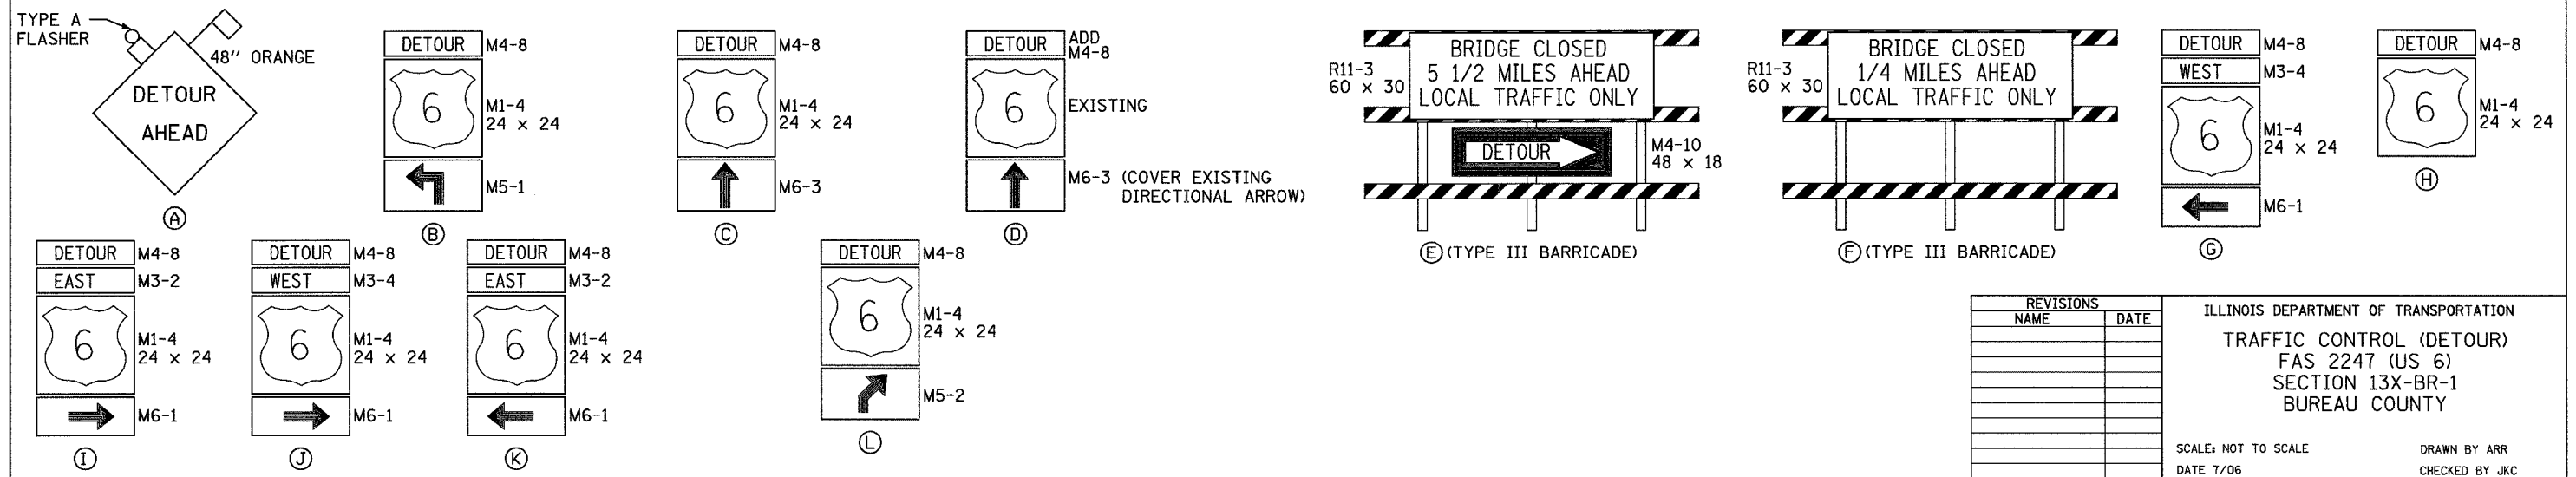 TYPE A
FLASHER
48" ORANGE
DETOUR
AHEAD
A
DETOUR M4-8
6
M1-4
24 x 24
M5-1
B
DETOUR M4-8
6
M1-4
24 x 24
M6-3
C
DETOUR ADD
M4-8
6
EXISTING
M6-3 (COVER EXISTING
DIRECTIONAL ARROW)
D
R11-3
60 x 30
BRIDGE CLOSED
5 1/2 MILES AHEAD
LOCAL TRAFFIC ONLY
DETOUR
M4-10
48 x 18
E (TYPE III BARRICADE)
R11-3
60 x 30
BRIDGE CLOSED
1/4 MILES AHEAD
LOCAL TRAFFIC ONLY
F (TYPE III BARRICADE)
DETOUR M4-8
WEST M3-4
6
M1-4
24 x 24
M6-1
G
DETOUR M4-8
6
M1-4
24 x 24
H
DETOUR M4-8
EAST M3-2
6
M1-4
24 x 24
M6-1
I
DETOUR M4-8
WEST M3-4
6
M1-4
24 x 24
M6-1
J
DETOUR M4-8
EAST M3-2
6
M1-4
24 x 24
M6-1
K
DETOUR M4-8
6
M1-4
24 x 24
M5-2
L
REVISIONS
NAME DATE
ILLINOIS DEPARTMENT OF TRANSPORTATION
TRAFFIC CONTROL (DETOUR)
FAS 2247 (US 6)
SECTION 13X-BR-1
BUREAU COUNTY
SCALE: NOT TO SCALE DRAWN BY ARR
DATE 7/06 CHECKED BY JKC